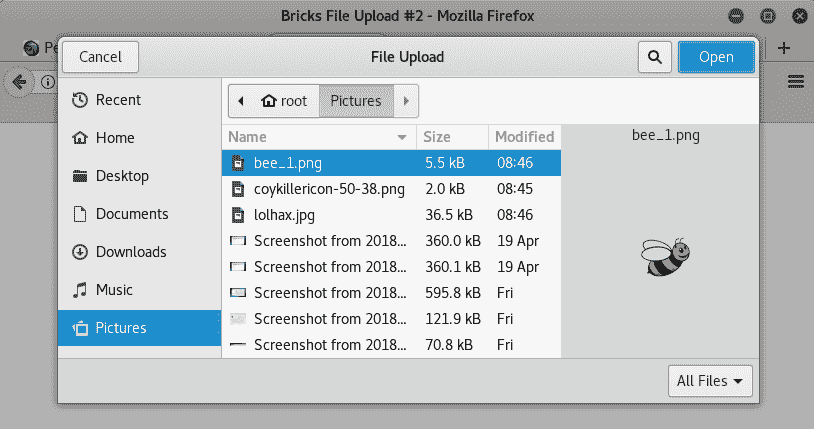 Bricks File Upload #2 - Mozilla Firefox
Pe
Cancel
File Upload
Open
Recent
Home
Desktop
Documents
Downloads
Music
Pictures
root
Pictures
Name Size Modified
bee_1.png 5.5 kB 08:46
coykillericon-50-38.png 2.0 kB 08:45
lolhax.jpg 36.5 kB 08:46
Screenshot from 2018... 360.0 kB 19 Apr
Screenshot from 2018... 360.1 kB 19 Apr
Screenshot from 2018... 595.8 kB Fri
Screenshot from 2018... 121.9 kB Fri
Screenshot from 2018... 70.8 kB Fri
bee_1.png
All Files